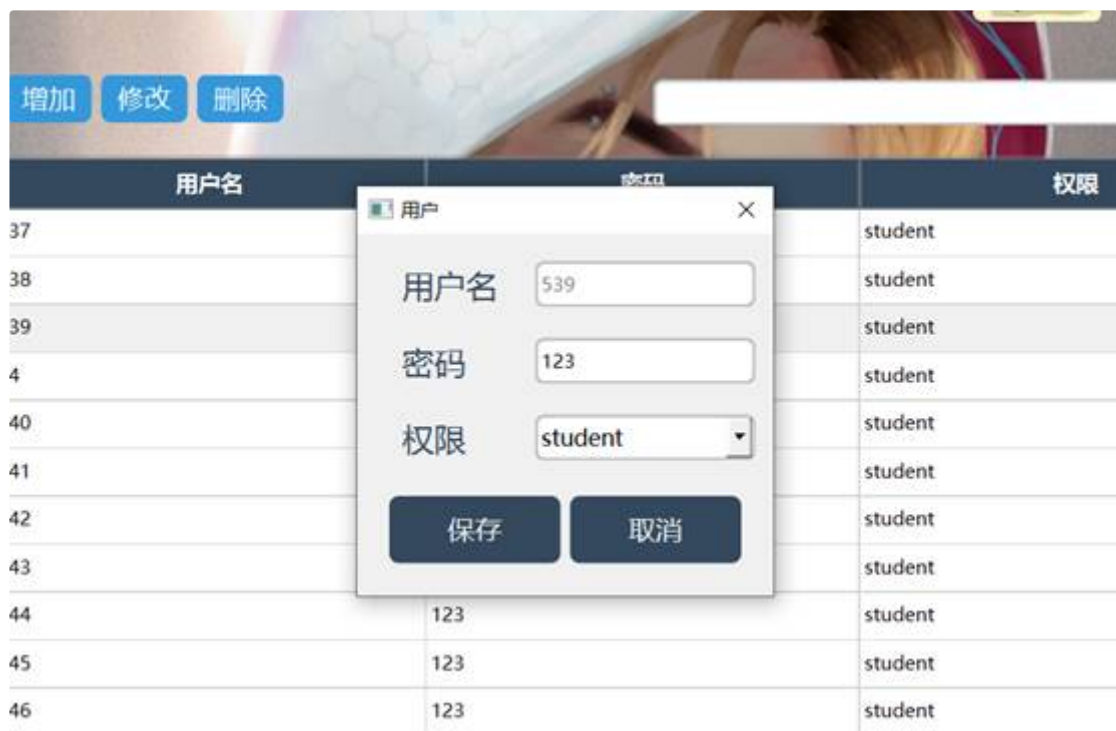 增加 修改 删除
用户名 密码 权限
用户
37 student
用户名 539
38 student
39 student
密码 123
4 student
40 student
权限 student
41 student
42 student
保存 取消
43 student
44 123 student
45 123 student
46 123 student